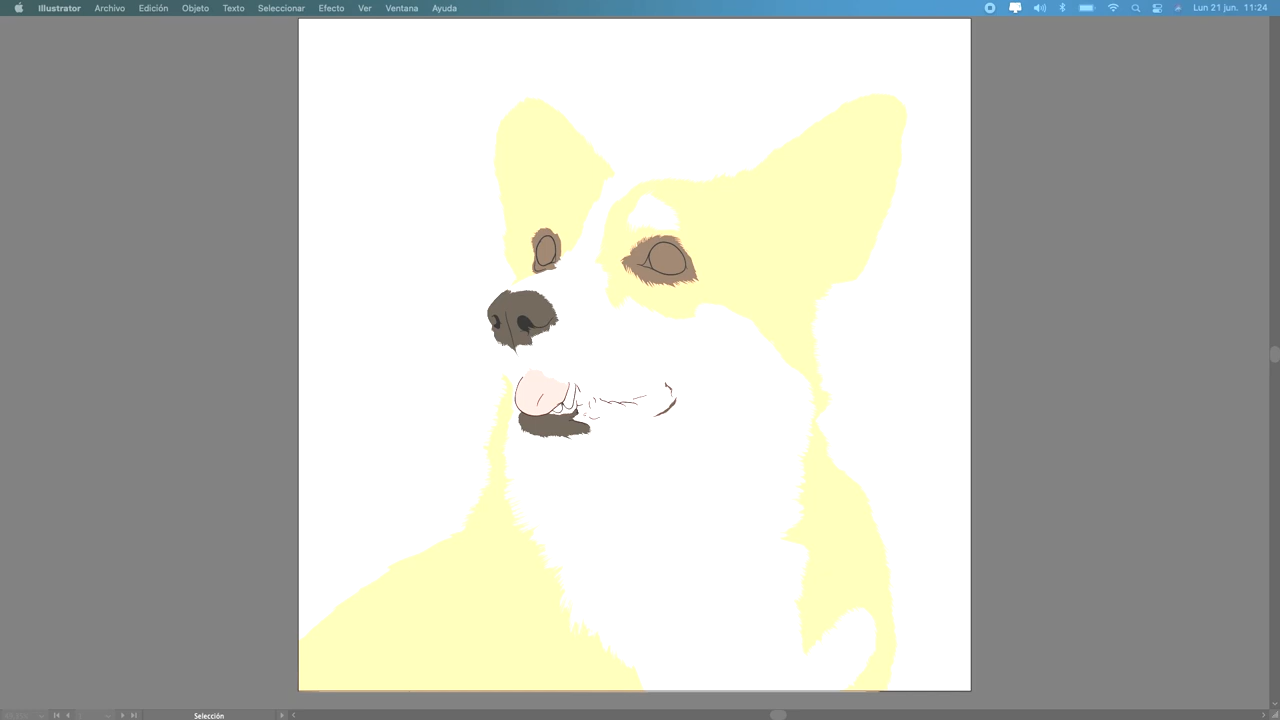 Illustrator Archivo Edición Objeto Texto Seleccionar Efecto Ver Ventana Ayuda Lun 21 jun. 11:24
Selección